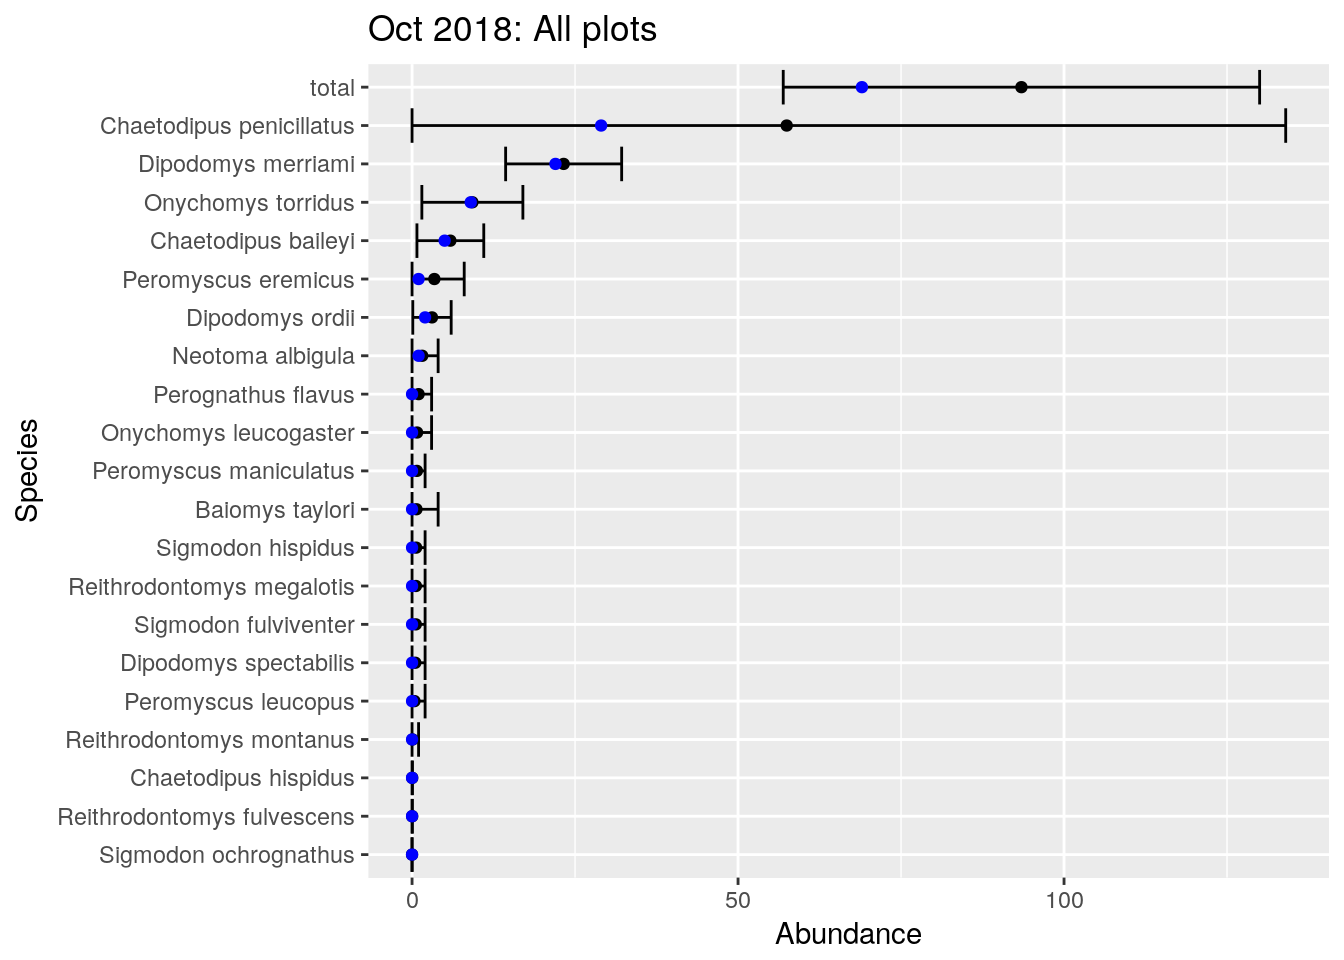 Oct 2018: All plots
total
Chaetodipus penicillatus
Dipodomys merriami
Onychomys torridus
Chaetodipus baileyi
Peromyscus eremicus
Dipodomys ordii
Neotoma albigula
Perognathus flavus
Onychomys leucogaster
Peromyscus maniculatus
Baiomys taylori
Sigmodon hispidus
Reithrodontomys megalotis
Sigmodon fulviventer
Dipodomys spectabilis
Peromyscus leucopus
Reithrodontomys montanus
Chaetodipus hispidus
Reithrodontomys fulvescens
Sigmodon ochrognathus
Species
0 50 100
Abundance